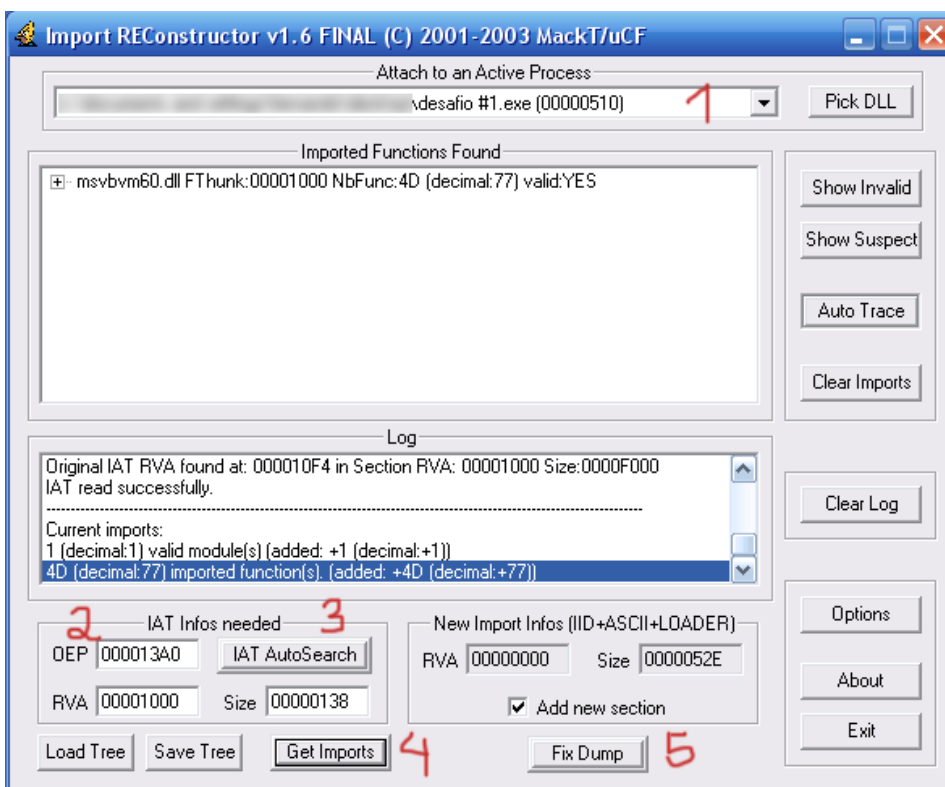 Import REConstructor v1.6 FINAL (C) 2001-2003 MackT/uCF
Attach to an Active Process
\desafio #1.exe (00000510)
1
Pick DLL
Imported Functions Found
msvbvm60.dll FThunk:00001000 NbFunc:4D (decimal:77) valid:YES
Show Invalid
Show Suspect
Auto Trace
Clear Imports
Log
Original IAT RVA found at: 000010F4 in Section RVA: 00001000 Size:0000F000
IAT read successfully.
Current imports:
1 (decimal:1) valid module(s) (added: +1 (decimal:+1))
4D (decimal:77) imported function(s). (added: +4D (decimal:+77))
Clear Log
2
IAT Infos needed
3
OEP 000013A0 IAT AutoSearch
RVA 00001000 Size 00000138
New Import Infos (IID+ASCII+LOADER)
RVA 00000000 Size 0000052E
Add new section
Options
About
Exit
Load Tree Save Tree Get Imports 4 Fix Dump 5